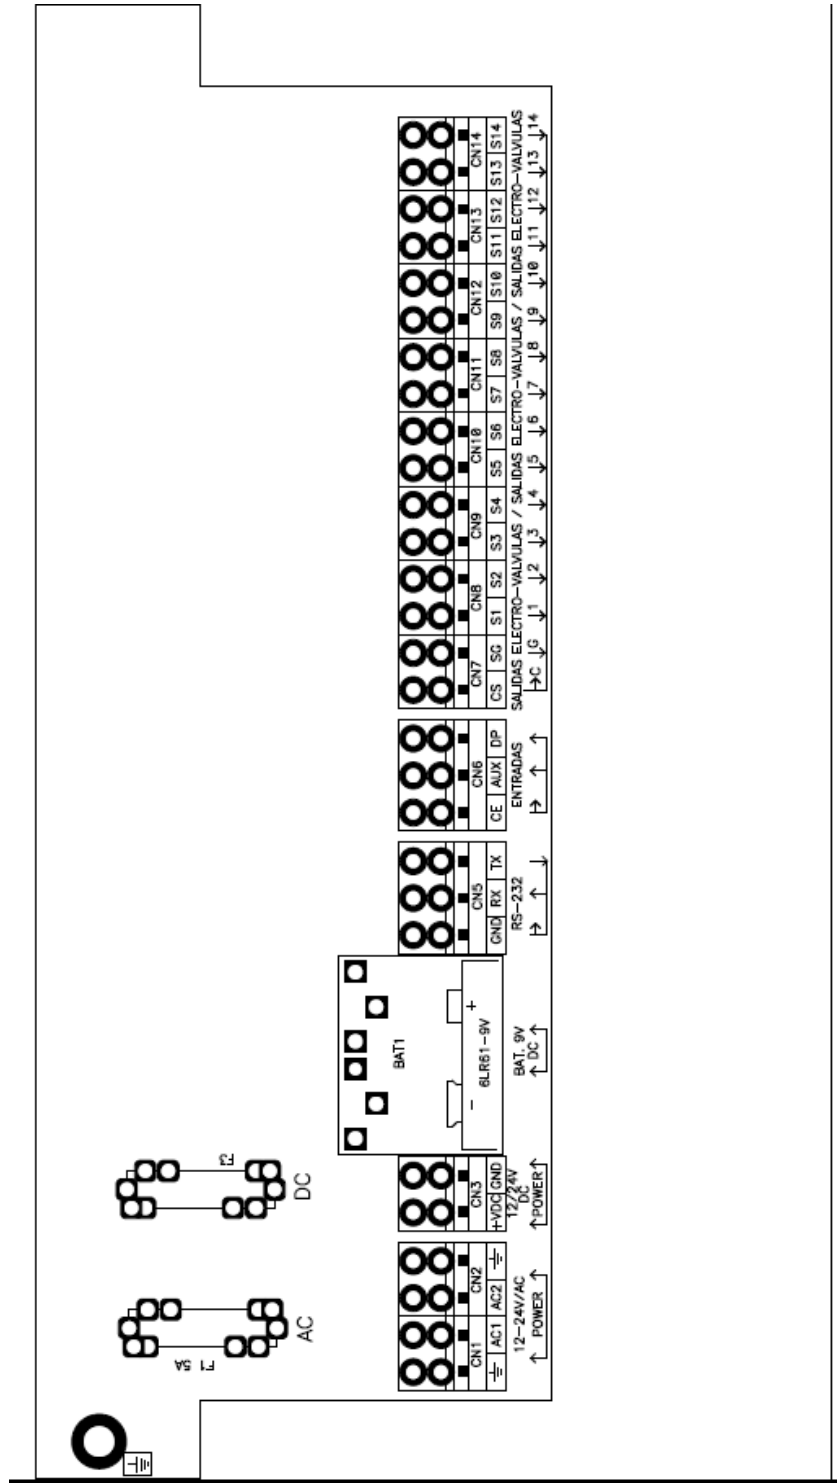 F1 5A
AC
F3
DC
CN1 CN2
⏚ AC1 AC2 ⏚
12-24V/AC
POWER
CN3
+VDC GND
12/24V
DC
POWER
BAT1
- +
6LR61-9V
BAT. 9V
DC
CN5
GND RX TX
RS-232
CN6
CE AUX DP
ENTRADAS
CN7 CN8 CN9 CN10 CN11 CN12 CN13 CN14
CS SG S1 S2 S3 S4 S5 S6 S7 S8 S9 S10 S11 S12 S13 S14
SALIDAS ELECTRO-VALVULAS / SALIDAS ELECTRO-VALVULAS / SALIDAS ELECTRO-VALVULAS
C G 1 2 3 4 5 6 7 8 9 10 11 12 13 14